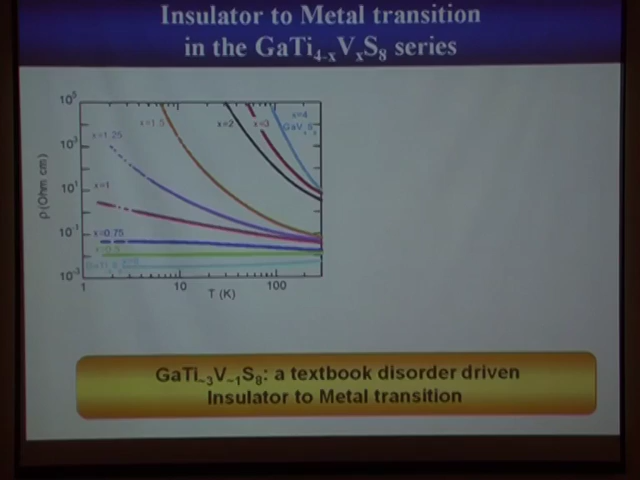 Insulator to Metal transition
in the GaTi₄₋ₓVₓS₈ series
10⁵
10³
10¹
10⁻¹
10⁻³
ρ (Ohm cm)
x=1.25
x=1.5
x=2
x=3
x=4
x=1
x=0.75
1
10
100
T (K)
GaTi~₃V~₁S₈: a textbook disorder driven
Insulator to Metal transition